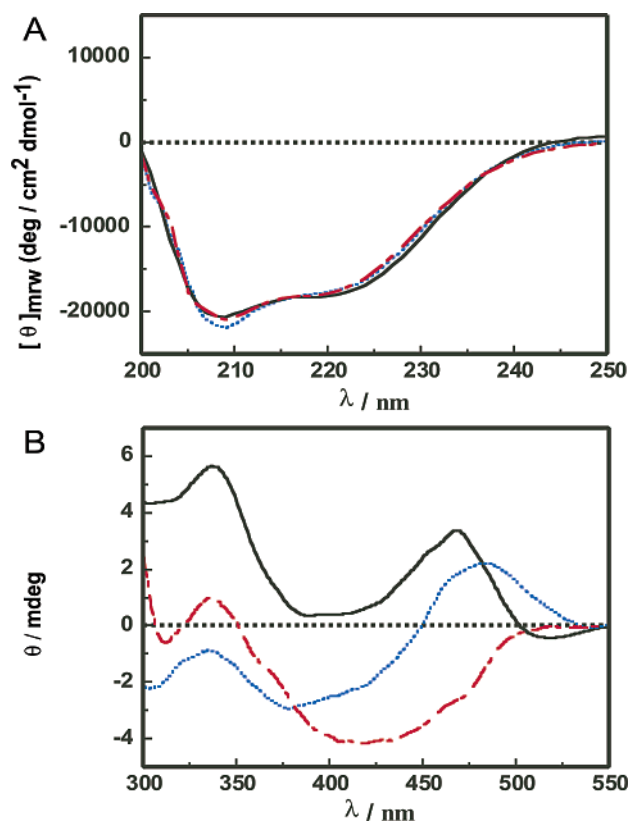 A
[θ]mrw (deg / cm² dmol-1)
10000
0
-10000
-20000
200 210 220 230 240 250
λ / nm
B
θ / mdeg
6
4
2
0
-2
-4
300 350 400 450 500 550
λ / nm